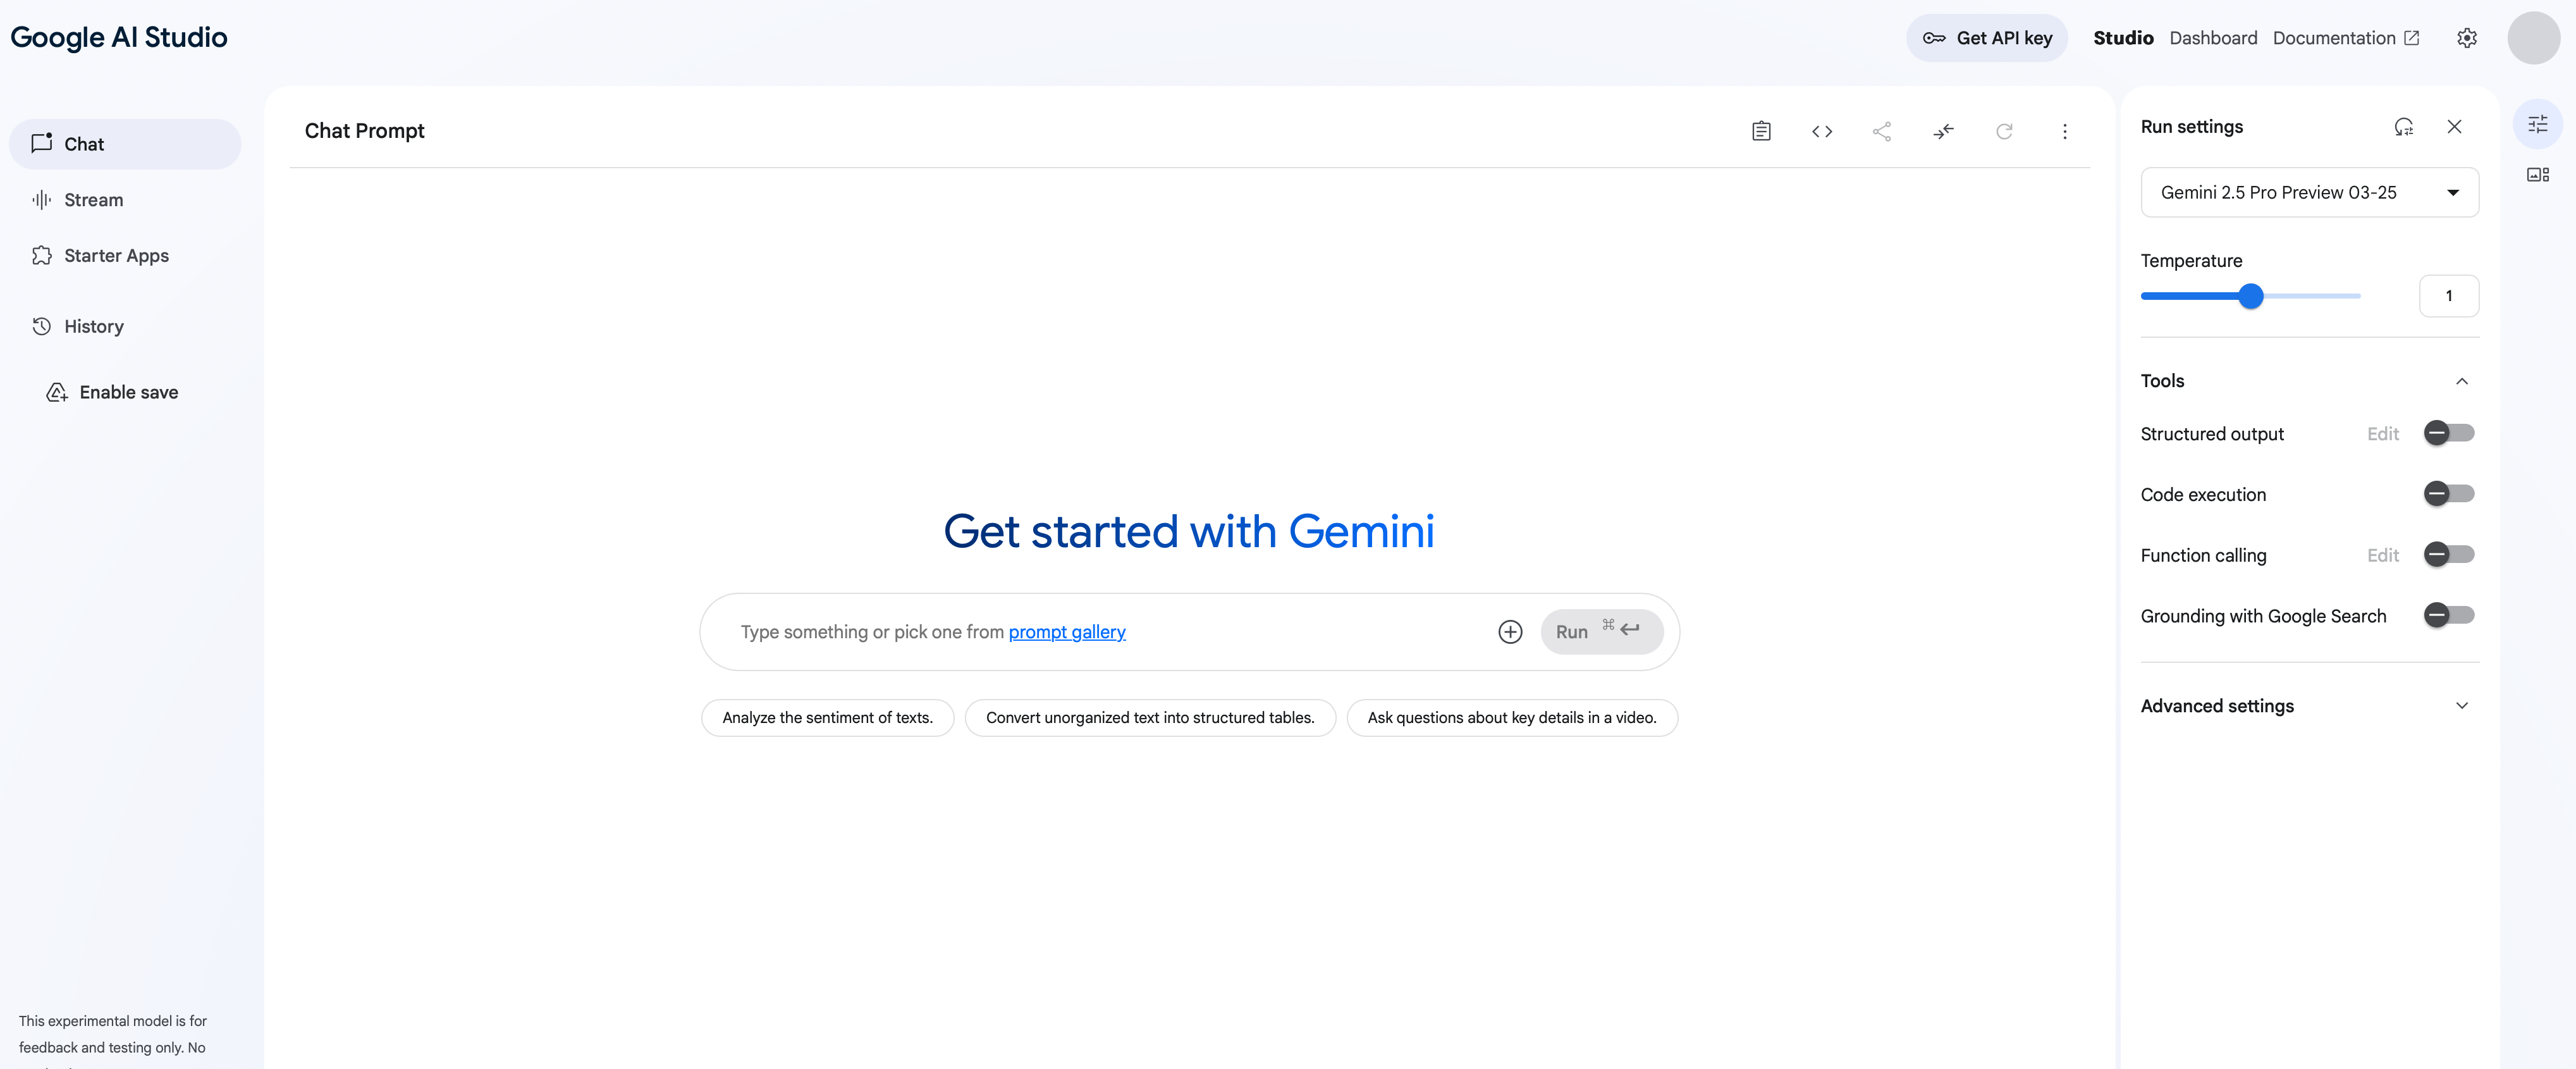 Google AI Studio
Get API key
Studio
Dashboard
Documentation
Chat
Stream
Starter Apps
History
Enable save
This experimental model is for
feedback and testing only. No
Chat Prompt
Get started with Gemini
Type something or pick one from prompt gallery
Run ⌘
Analyze the sentiment of texts.
Convert unorganized text into structured tables.
Ask questions about key details in a video.
Run settings
Gemini 2.5 Pro Preview 03-25
Temperature
1
Tools
Structured output Edit
Code execution
Function calling Edit
Grounding with Google Search
Advanced settings